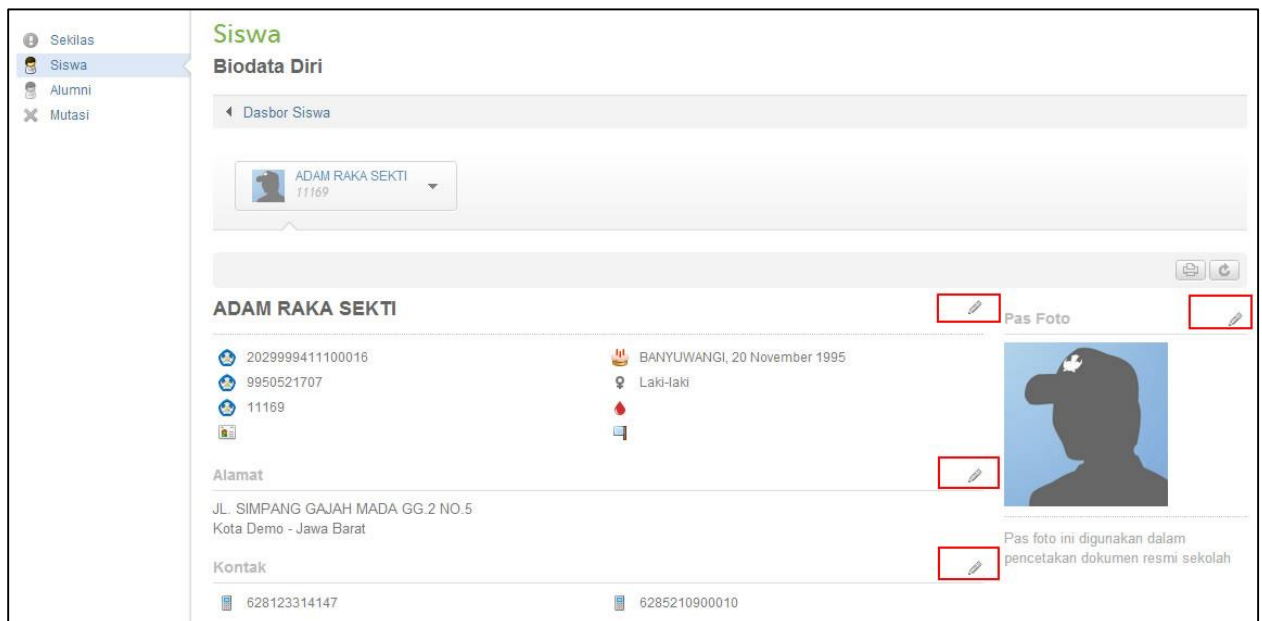 Sekilas
Siswa
Alumni
Mutasi
Siswa
Biodata Diri
Dasbor Siswa
ADAM RAKA SEKTI
11169
ADAM RAKA SEKTI
2029999411100016
BANYUWANGI, 20 November 1995
9950521707
Laki-laki
11169
Alamat
JL. SIMPANG GAJAH MADA GG.2 NO.5
Kota Demo - Jawa Barat
Kontak
628123314147
6285210900010
Pas Foto
Pas foto ini digunakan dalam
pencetakan dokumen resmi sekolah